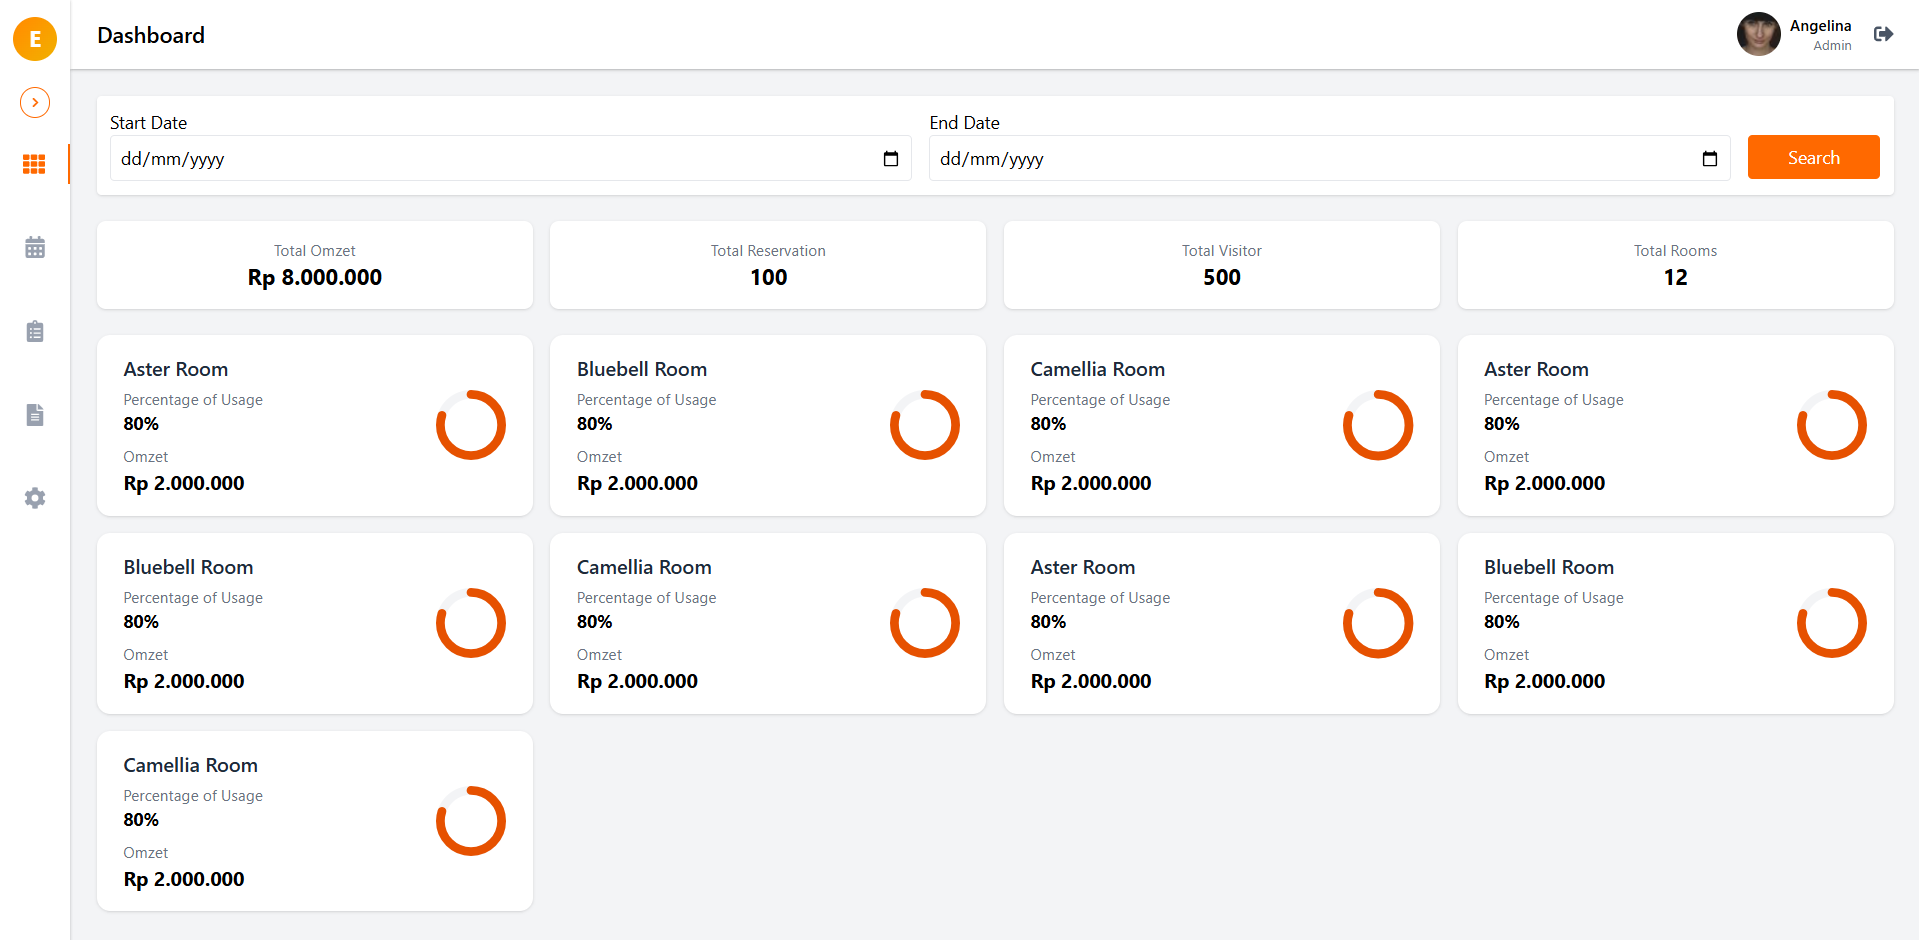 E
Dashboard
Angelina
Admin
Start Date
dd/mm/yyyy
End Date
dd/mm/yyyy
Search
Total Omzet
Rp 8.000.000
Total Reservation
100
Total Visitor
500
Total Rooms
12
Aster Room
Percentage of Usage
80%
Omzet
Rp 2.000.000
Bluebell Room
Percentage of Usage
80%
Omzet
Rp 2.000.000
Camellia Room
Percentage of Usage
80%
Omzet
Rp 2.000.000
Aster Room
Percentage of Usage
80%
Omzet
Rp 2.000.000
Bluebell Room
Percentage of Usage
80%
Omzet
Rp 2.000.000
Camellia Room
Percentage of Usage
80%
Omzet
Rp 2.000.000
Aster Room
Percentage of Usage
80%
Omzet
Rp 2.000.000
Bluebell Room
Percentage of Usage
80%
Omzet
Rp 2.000.000
Camellia Room
Percentage of Usage
80%
Omzet
Rp 2.000.000